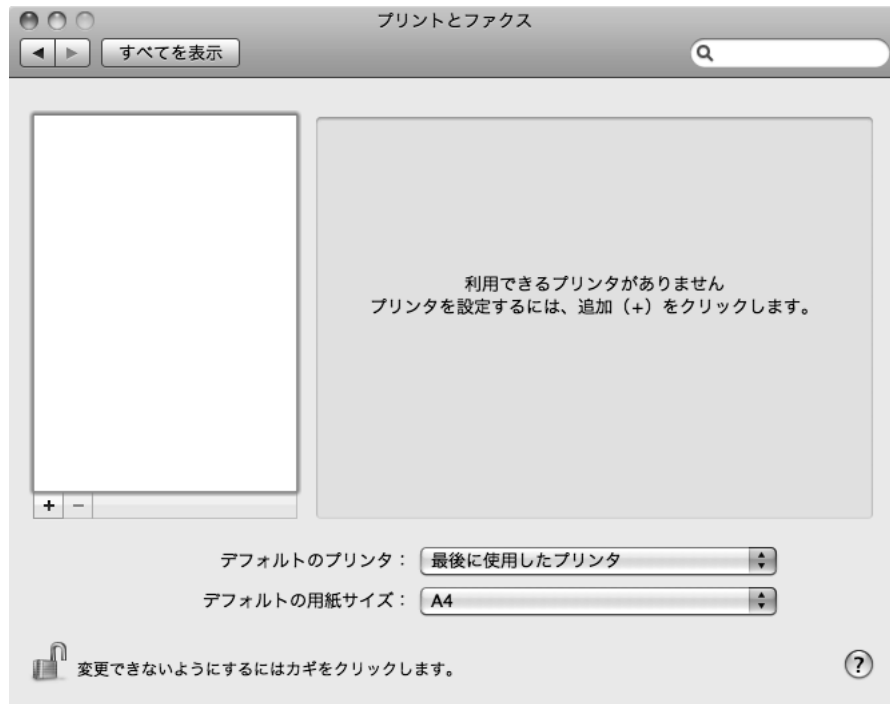 プリントとファクス
すべてを表示
利用できるプリンタがありません
プリンタを設定するには、追加（+）をクリックします。
+ −
デフォルトのプリンタ： 最後に使用したプリンタ
デフォルトの用紙サイズ： A4
変更できないようにするにはカギをクリックします。
?